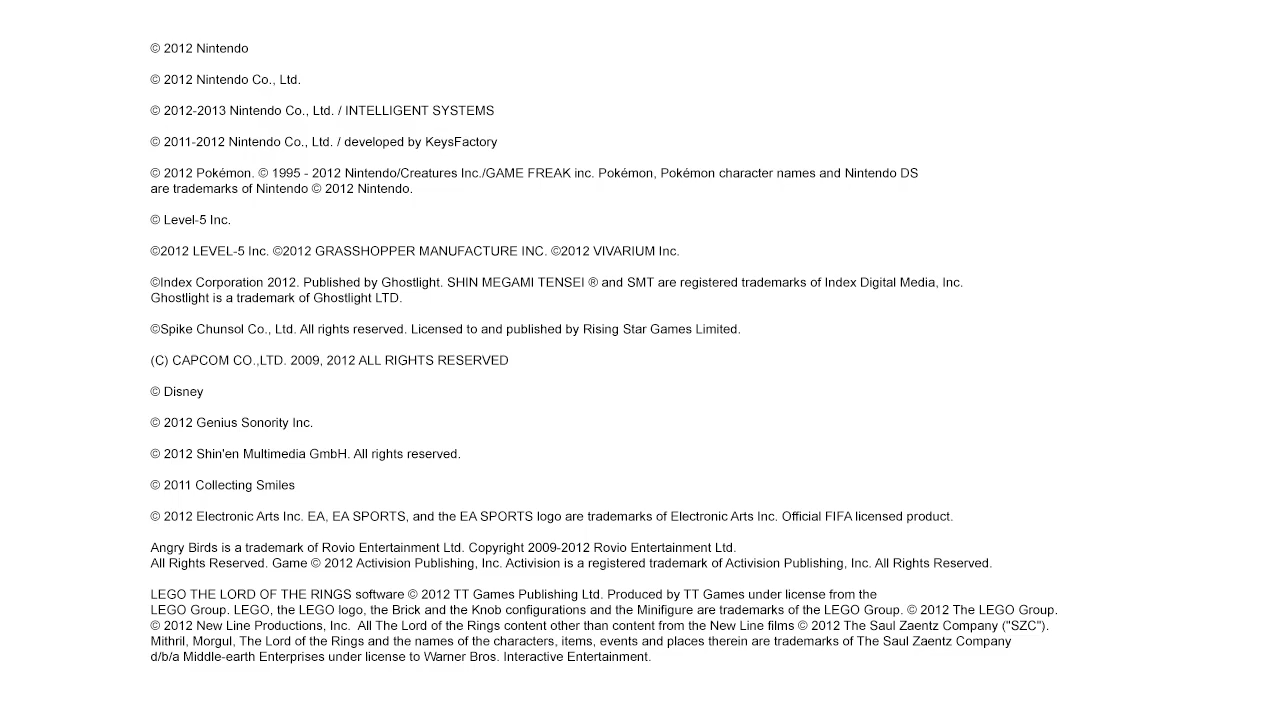 © 2012 Nintendo
© 2012 Nintendo Co., Ltd.
© 2012-2013 Nintendo Co., Ltd. / INTELLIGENT SYSTEMS
© 2011-2012 Nintendo Co., Ltd. / developed by KeysFactory
© 2012 Pokémon. © 1995 - 2012 Nintendo/Creatures Inc./GAME FREAK inc. Pokémon, Pokémon character names and Nintendo DS
are trademarks of Nintendo © 2012 Nintendo.
© Level-5 Inc.
©2012 LEVEL-5 Inc. ©2012 GRASSHOPPER MANUFACTURE INC. ©2012 VIVARIUM Inc.
©Index Corporation 2012. Published by Ghostlight. SHIN MEGAMI TENSEI ® and SMT are registered trademarks of Index Digital Media, Inc.
Ghostlight is a trademark of Ghostlight LTD.
©Spike Chunsol Co., Ltd. All rights reserved. Licensed to and published by Rising Star Games Limited.
(C) CAPCOM CO.,LTD. 2009, 2012 ALL RIGHTS RESERVED
© Disney
© 2012 Genius Sonority Inc.
© 2012 Shin'en Multimedia GmbH. All rights reserved.
© 2011 Collecting Smiles
© 2012 Electronic Arts Inc. EA, EA SPORTS, and the EA SPORTS logo are trademarks of Electronic Arts Inc. Official FIFA licensed product.
Angry Birds is a trademark of Rovio Entertainment Ltd. Copyright 2009-2012 Rovio Entertainment Ltd.
All Rights Reserved. Game © 2012 Activision Publishing, Inc. Activision is a registered trademark of Activision Publishing, Inc. All Rights Reserved.
LEGO THE LORD OF THE RINGS software © 2012 TT Games Publishing Ltd. Produced by TT Games under license from the
LEGO Group. LEGO, the LEGO logo, the Brick and the Knob configurations and the Minifigure are trademarks of the LEGO Group. © 2012 The LEGO Group.
© 2012 New Line Productions, Inc.  All The Lord of the Rings content other than content from the New Line films © 2012 The Saul Zaentz Company ("SZC").
Mithril, Morgul, The Lord of the Rings and the names of the characters, items, events and places therein are trademarks of The Saul Zaentz Company
d/b/a Middle-earth Enterprises under license to Warner Bros. Interactive Entertainment.